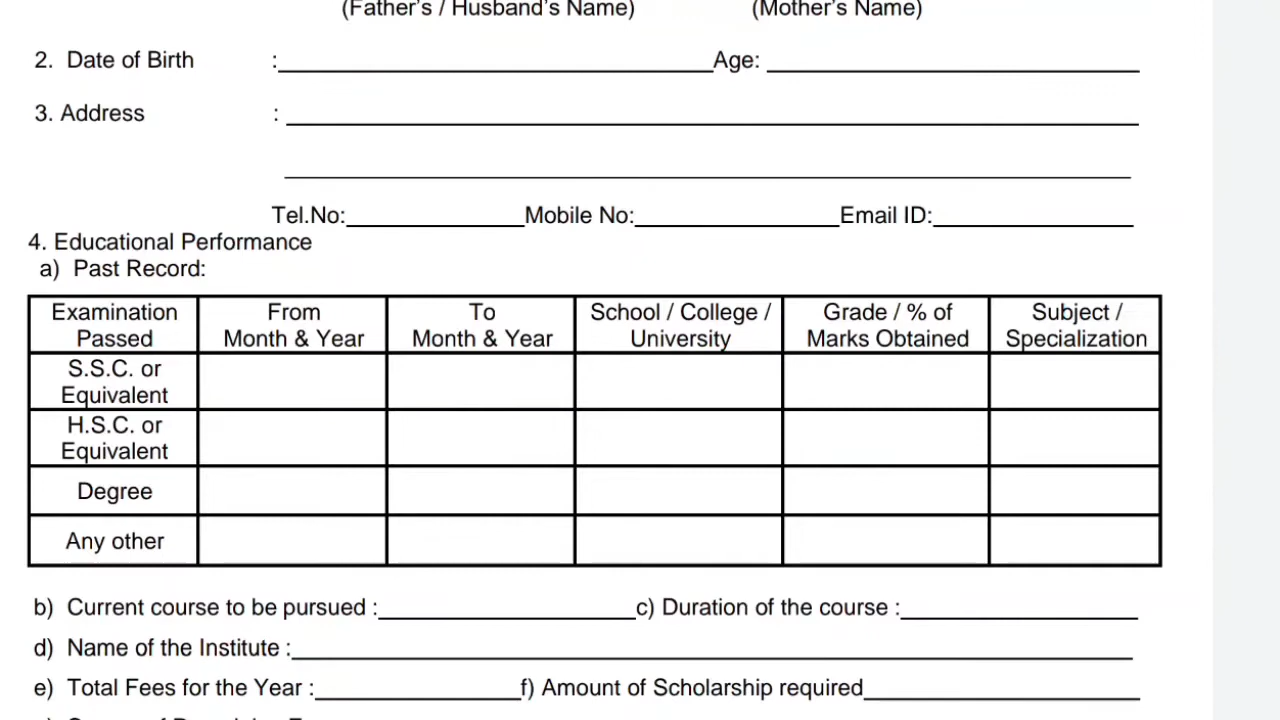 (Father's / Husband's Name) (Mother's Name)
2. Date of Birth : Age:
3. Address :
Tel.No: Mobile No: Email ID:
4. Educational Performance
a) Past Record:
Examination Passed From Month & Year To Month & Year School / College / University Grade / % of Marks Obtained Subject / Specialization
S.S.C. or Equivalent
H.S.C. or Equivalent
Degree
Any other
b) Current course to be pursued : c) Duration of the course :
d) Name of the Institute :
e) Total Fees for the Year : f) Amount of Scholarship required